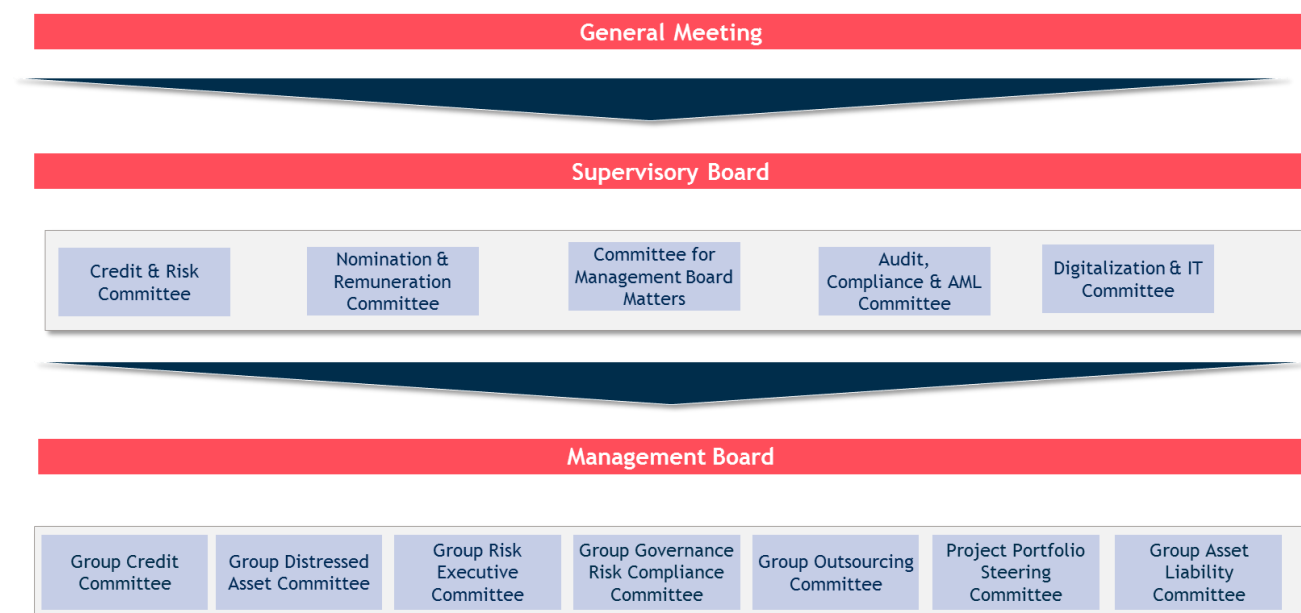 General Meeting
Supervisory Board
Credit & Risk
Committee
Nomination &
Remuneration
Committee
Committee for
Management Board
Matters
Audit,
Compliance & AML
Committee
Digitalization & IT
Committee
Management Board
Group Credit
Committee
Group Distressed
Asset Committee
Group Risk
Executive
Committee
Group Governance
Risk Compliance
Committee
Group Outsourcing
Committee
Project Portfolio
Steering
Committee
Group Asset
Liability
Committee